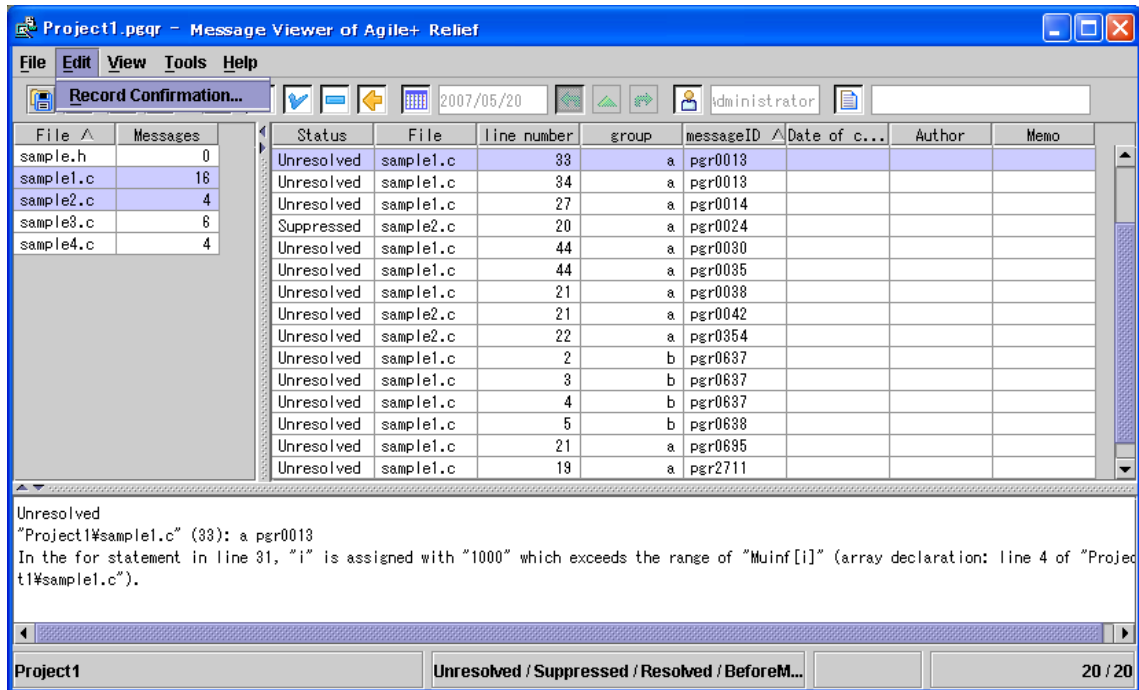 Project1.pgqr - Message Viewer of Agile+ Relief
File Edit View Tools Help
Record Confirmation...
2007/05/20
dministrator
File Messages
sample.h 0
sample1.c 16
sample2.c 4
sample3.c 6
sample4.c 4
Status File line number group messageID Date of c... Author Memo
Unresolved sample1.c 33 a pgr0013
Unresolved sample1.c 34 a pgr0013
Unresolved sample1.c 27 a pgr0014
Suppressed sample2.c 20 a pgr0024
Unresolved sample1.c 44 a pgr0030
Unresolved sample1.c 44 a pgr0035
Unresolved sample1.c 21 a pgr0038
Unresolved sample2.c 21 a pgr0042
Unresolved sample2.c 22 a pgr0354
Unresolved sample1.c 2 b pgr0637
Unresolved sample1.c 3 b pgr0637
Unresolved sample1.c 4 b pgr0637
Unresolved sample1.c 5 b pgr0638
Unresolved sample1.c 21 a pgr0695
Unresolved sample1.c 19 a pgr2711
Unresolved
"Project1¥sample1.c" (33): a pgr0013
In the for statement in line 31, "i" is assigned with "1000" which exceeds the range of "Muinf[i]" (array declaration: line 4 of "Projec
t1¥sample1.c").
Project1 Unresolved / Suppressed / Resolved / BeforeM... 20 / 20